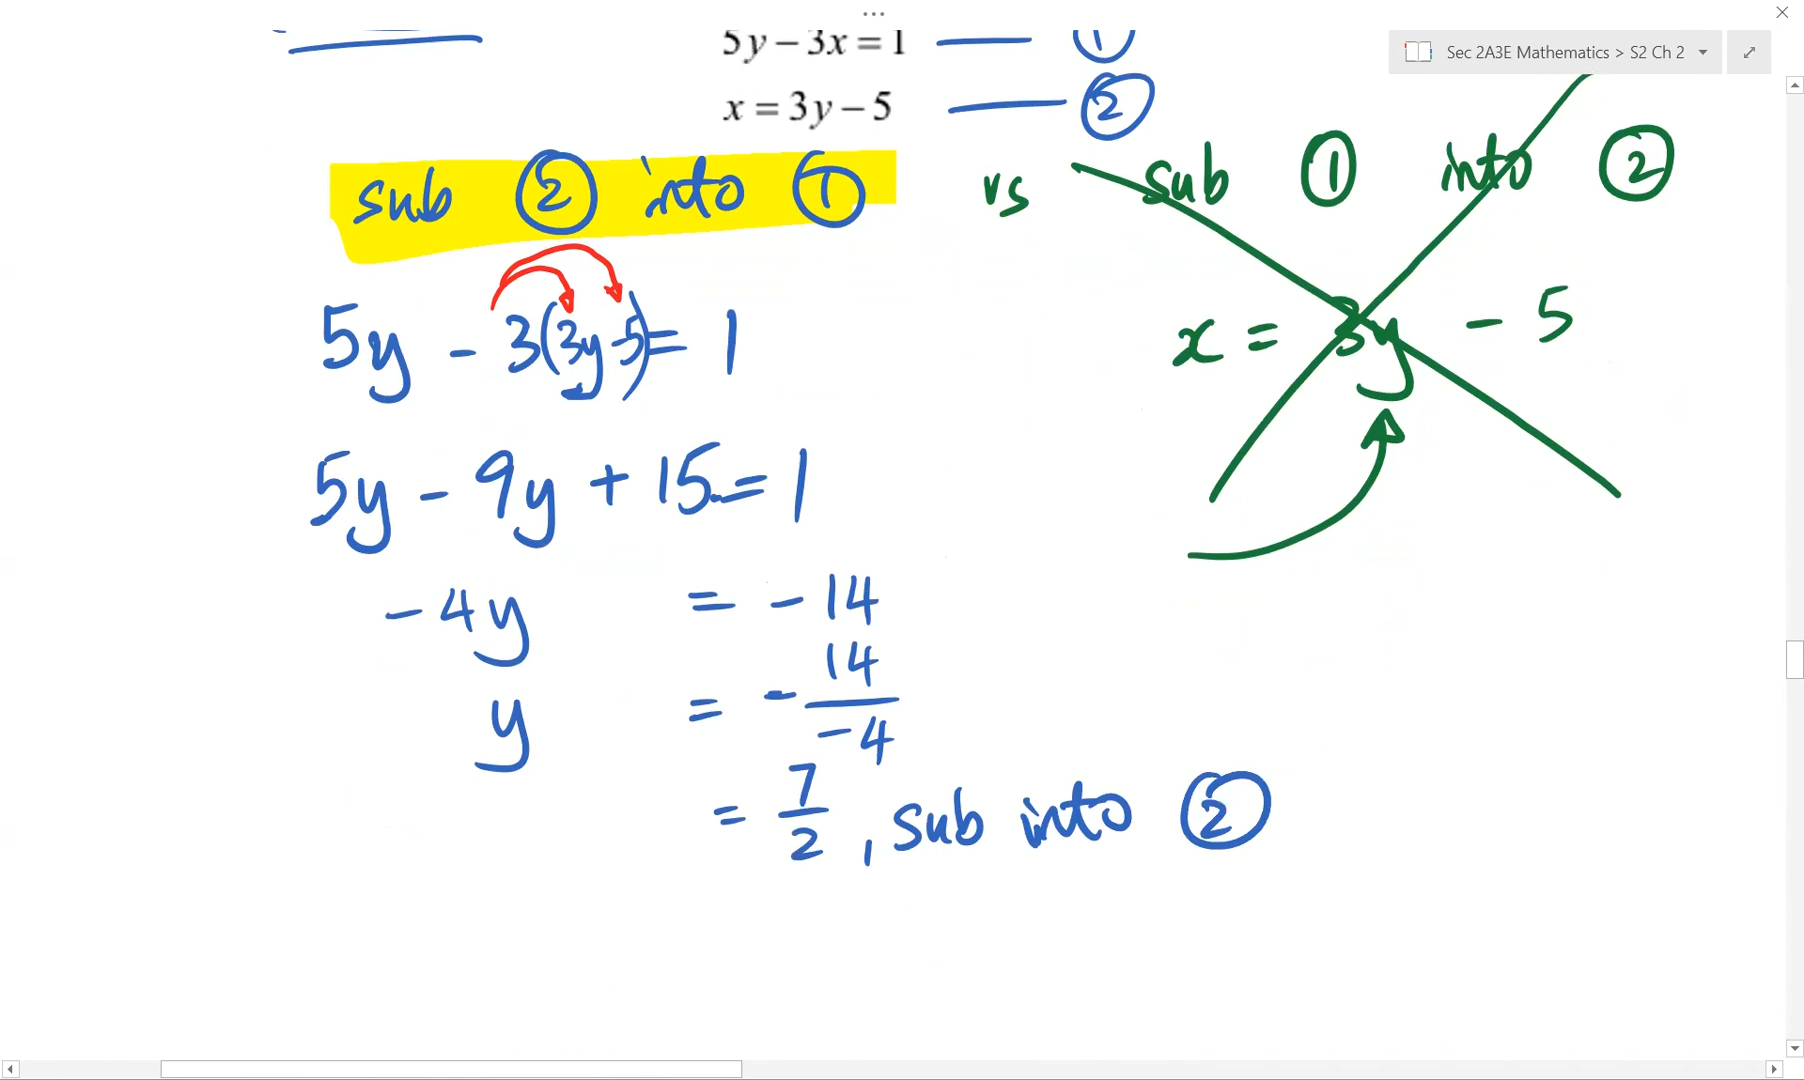 5y − 3x = 1 — ①
Sec 2A3E Mathematics > S2 Ch 2
x = 3y − 5 — ②
sub ② into ① vs sub ① into ②
5y - 3(3y-5) = 1
x = 3y - 5
5y - 9y + 15 = 1
-4y = -14
y = - 14/-4
= 7/2 , sub into ②